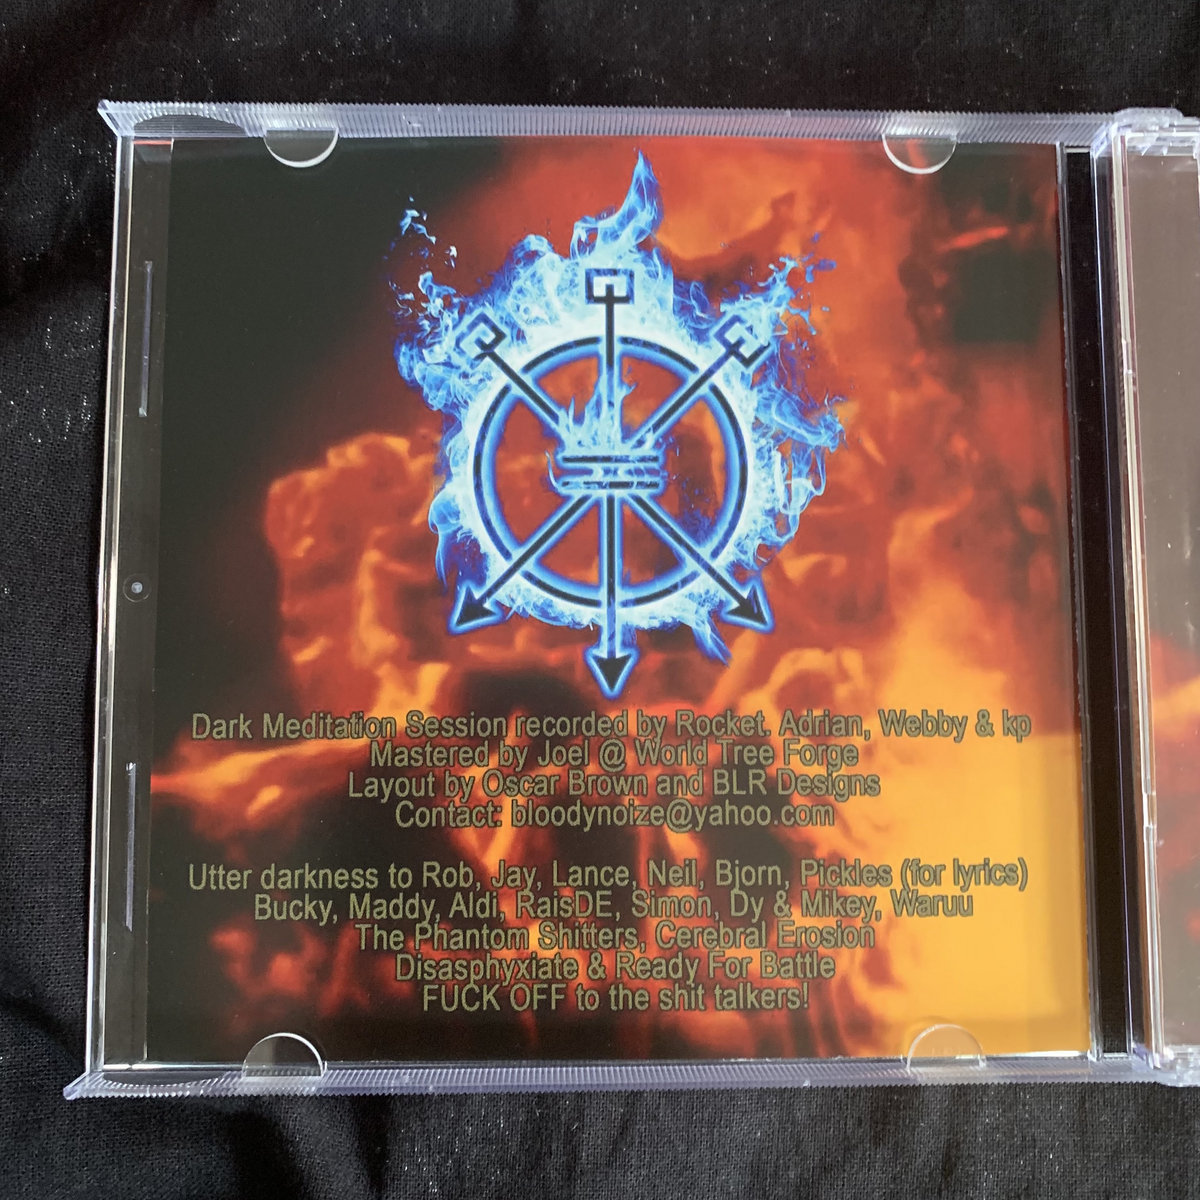 Dark Meditation Session recorded by Rocket. Adrian, Webby & kp
Mastered by Joel @ World Tree Forge
Layout by Oscar Brown and BLR Designs
Contact: bloodynoize@yahoo.com
Utter darkness to Rob, Jay, Lance, Neil, Bjorn, Pickles (for lyrics)
Bucky, Maddy, Aldi, RaisDE, Simon, Dy & Mikey, Waruu
The Phantom Shitters, Cerebral Erosion
Disasphyxiate & Ready For Battle
FUCK OFF to the shit talkers!